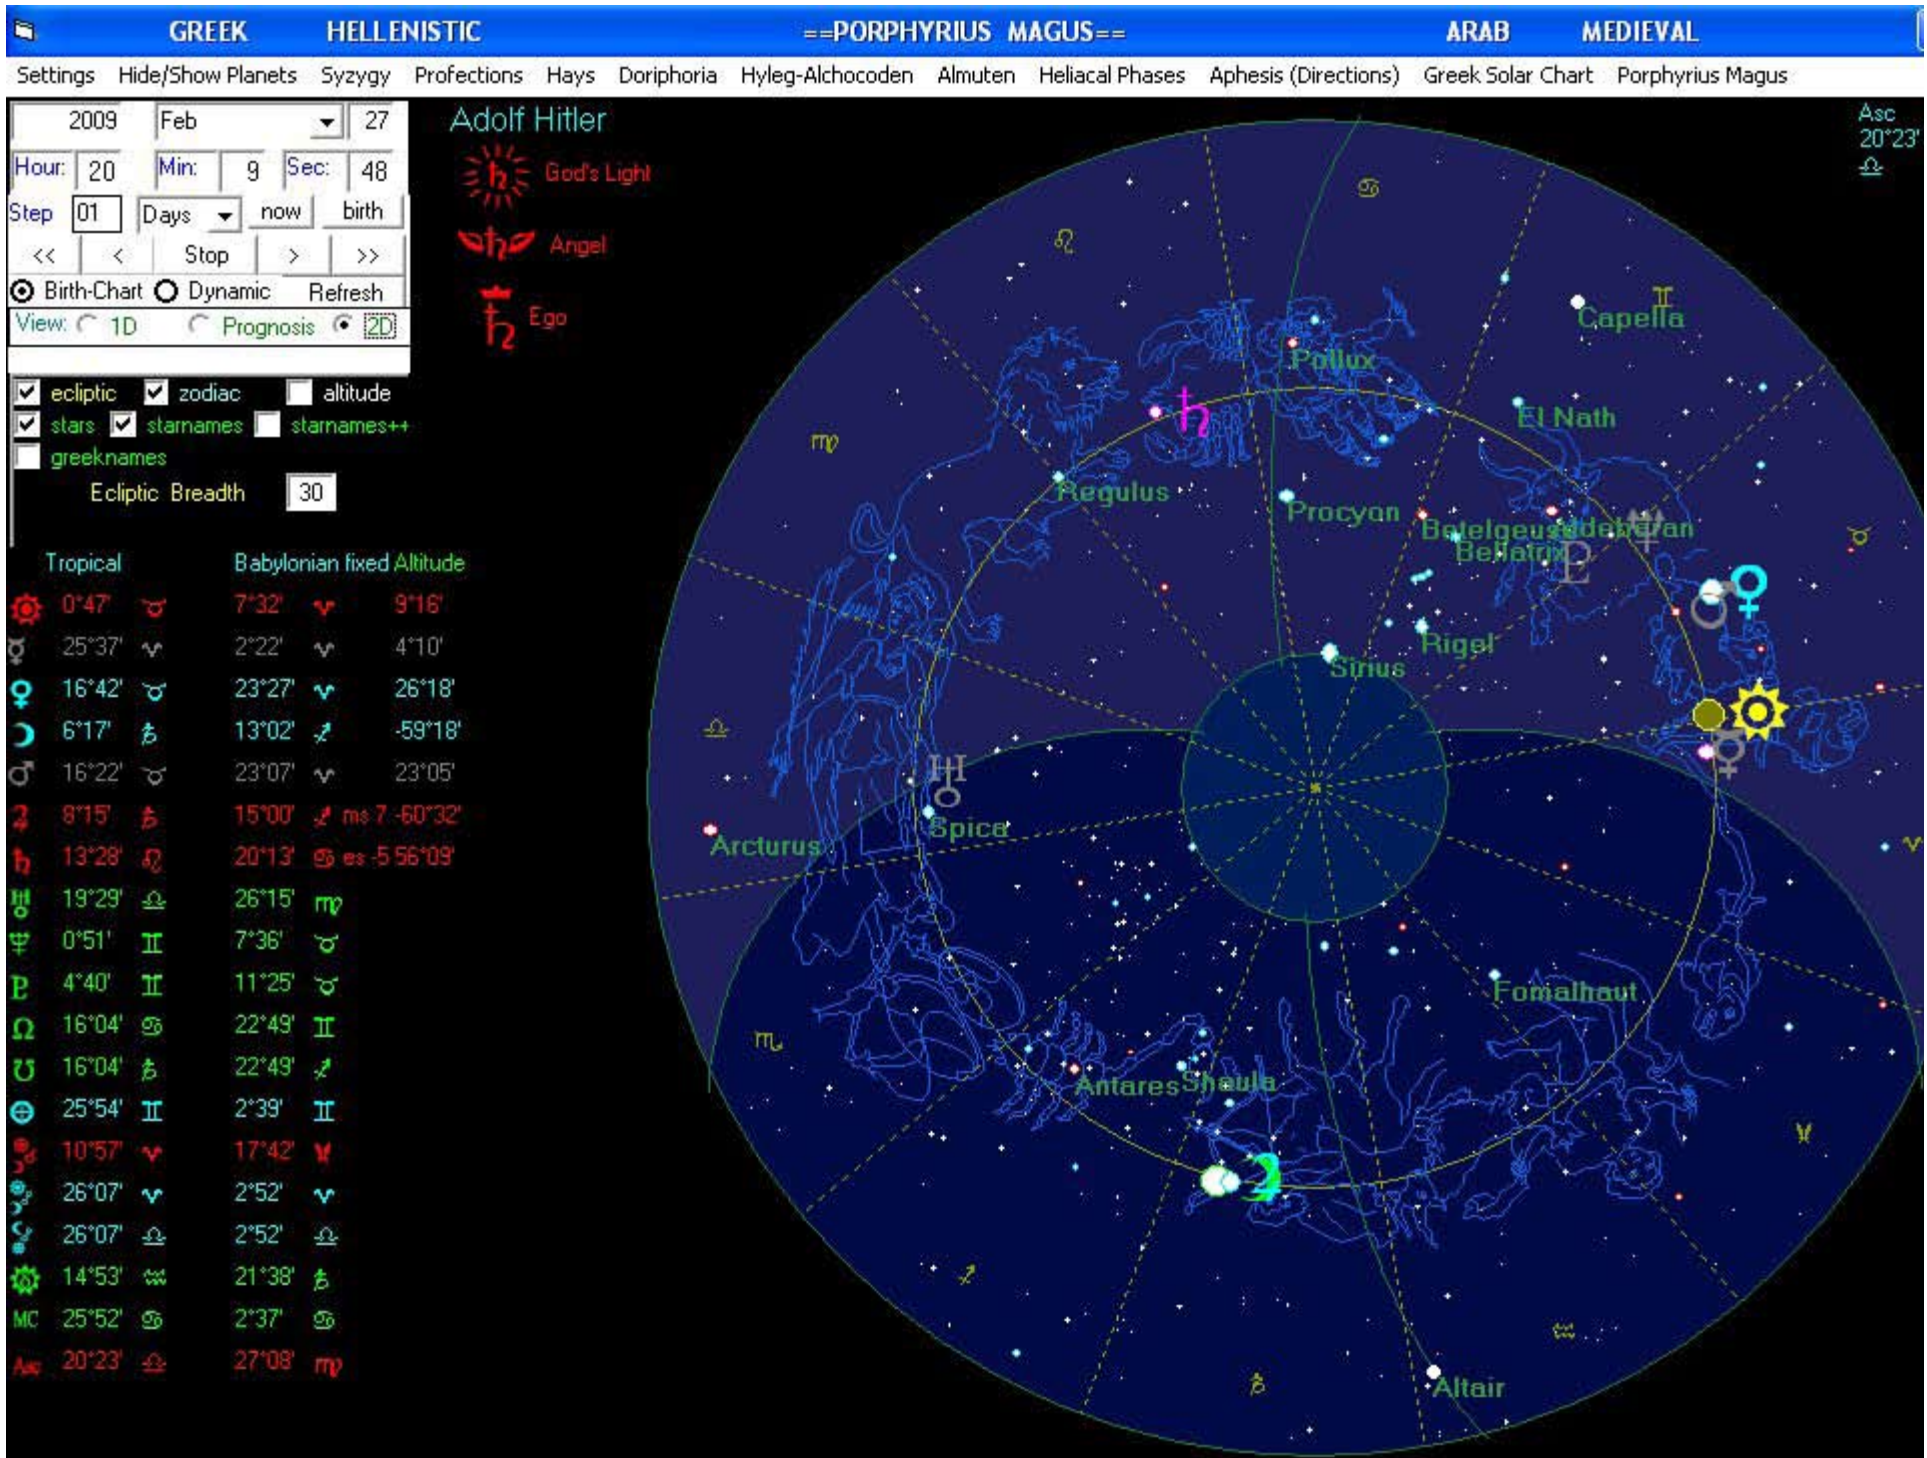 GREEK HELLENISTIC ==PORPHYRIUS MAGUS== ARAB MEDIEVAL
Settings Hide/Show Planets Syzygy Profections Hays Doriphoria Hyleg-Alchocoden Almuten Heliacal Phases Aphesis (Directions) Greek Solar Chart Porphyrius Magus
2009 Feb 27
Hour: 20 Min: 9 Sec: 48
Step 01 Days now birth
<< < Stop > >>
Birth-Chart Dynamic Refresh
View: 1D Prognosis 2D
ecliptic zodiac altitude
stars starnames starnames++
greeknames
Ecliptic Breadth 30
Adolf Hitler
♄ God's Light
♄ Angel
♄ Ego
Asc
20°23'
♎
Tropical Babylonian fixed Altitude
☉ 0°47' ♉ 7°32' ♈ 9°16'
☿ 25°37' ♈ 2°22' ♈ 4°10'
♀ 16°42' ♉ 23°27' ♈ 26°18'
☽ 6°17' ♑ 13°02' ♐ -59°18'
♂ 16°22' ♉ 23°07' ♈ 23°05'
♃ 8°15' ♑ 15°00' ♐ ms 7 -60°32'
♄ 13°28' ♌ 20°13' ♋ es -5 56°09'
♅ 19°29' ♎ 26°15' ♍
♆ 0°51' ♊ 7°36' ♉
♇ 4°40' ♊ 11°25' ♉
☊ 16°04' ♋ 22°49' ♊
☋ 16°04' ♑ 22°49' ♐
⊕ 25°54' ♊ 2°39' ♊
10°57' ♈ 17°42' ♓
26°07' ♈ 2°52' ♈
26°07' ♎ 2°52' ♎
14°53' ♒ 21°38' ♑
MC 25°52' ♋ 2°37' ♋
Asc 20°23' ♎ 27°08' ♍
♋
♌
♊
Capella
Pollux
El Nath
♍
Regulus
Procyon
Betelgeuse
Bellatrix
♉
Rigel
Sirius
♎
Spica
Arcturus
♈
Fomalhaut
♏
Antares Shaula
♓
♐
♒
♑
Altair